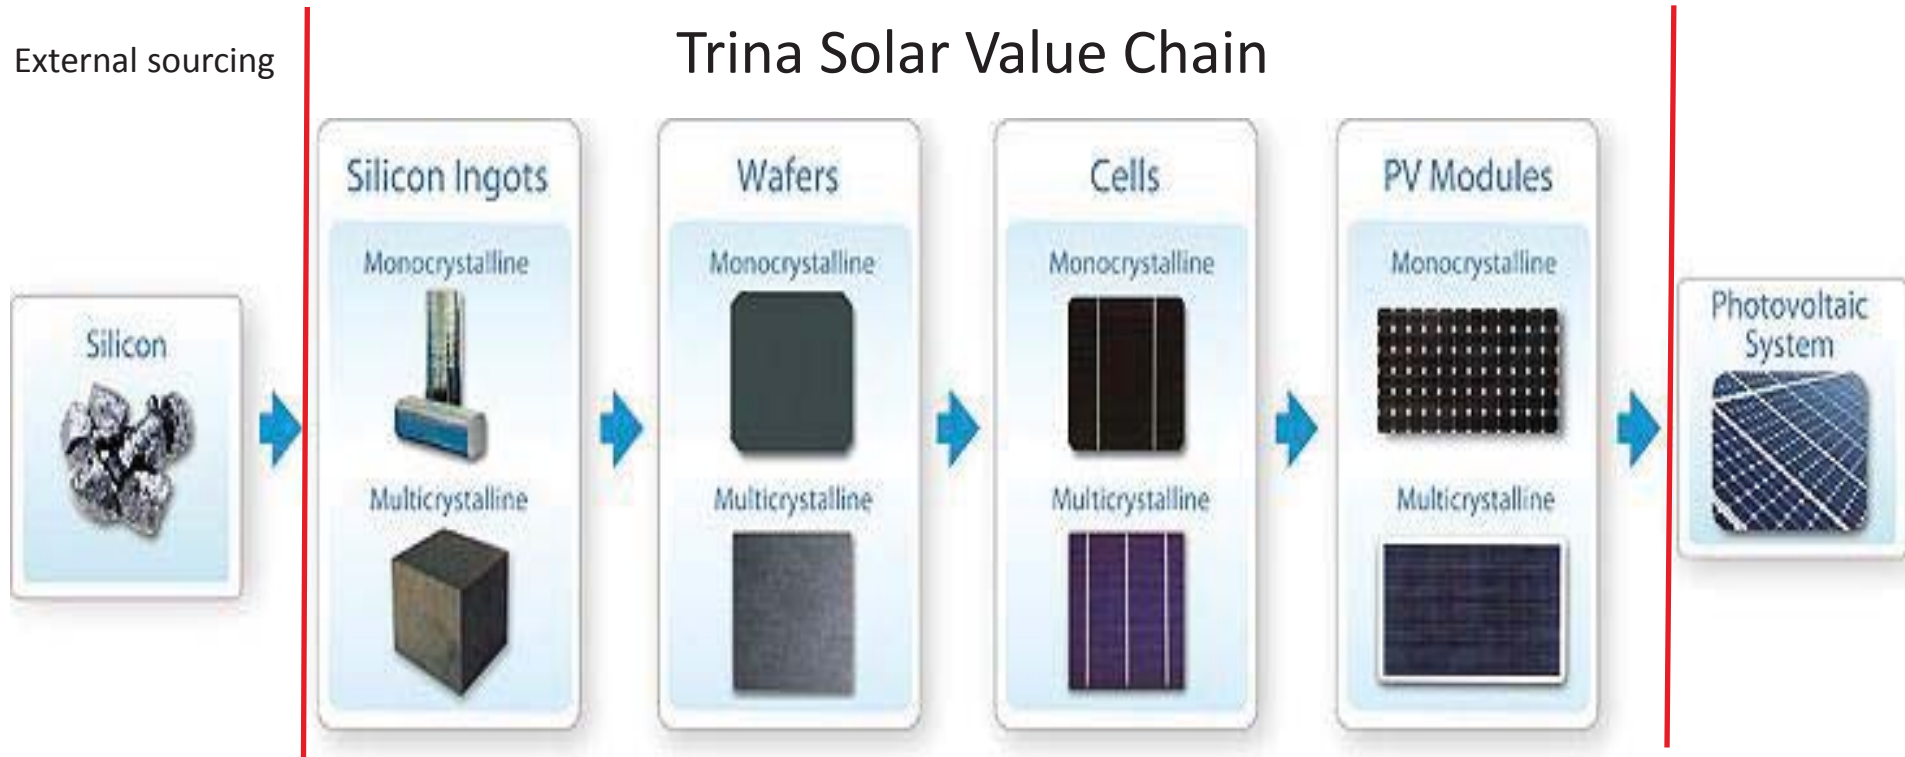 External sourcing
Trina Solar Value Chain
Silicon
Silicon Ingots
Monocrystalline
Multicrystalline
Wafers
Monocrystalline
Multicrystalline
Cells
Monocrystalline
Multicrystalline
PV Modules
Monocrystalline
Multicrystalline
Photovoltaic
System